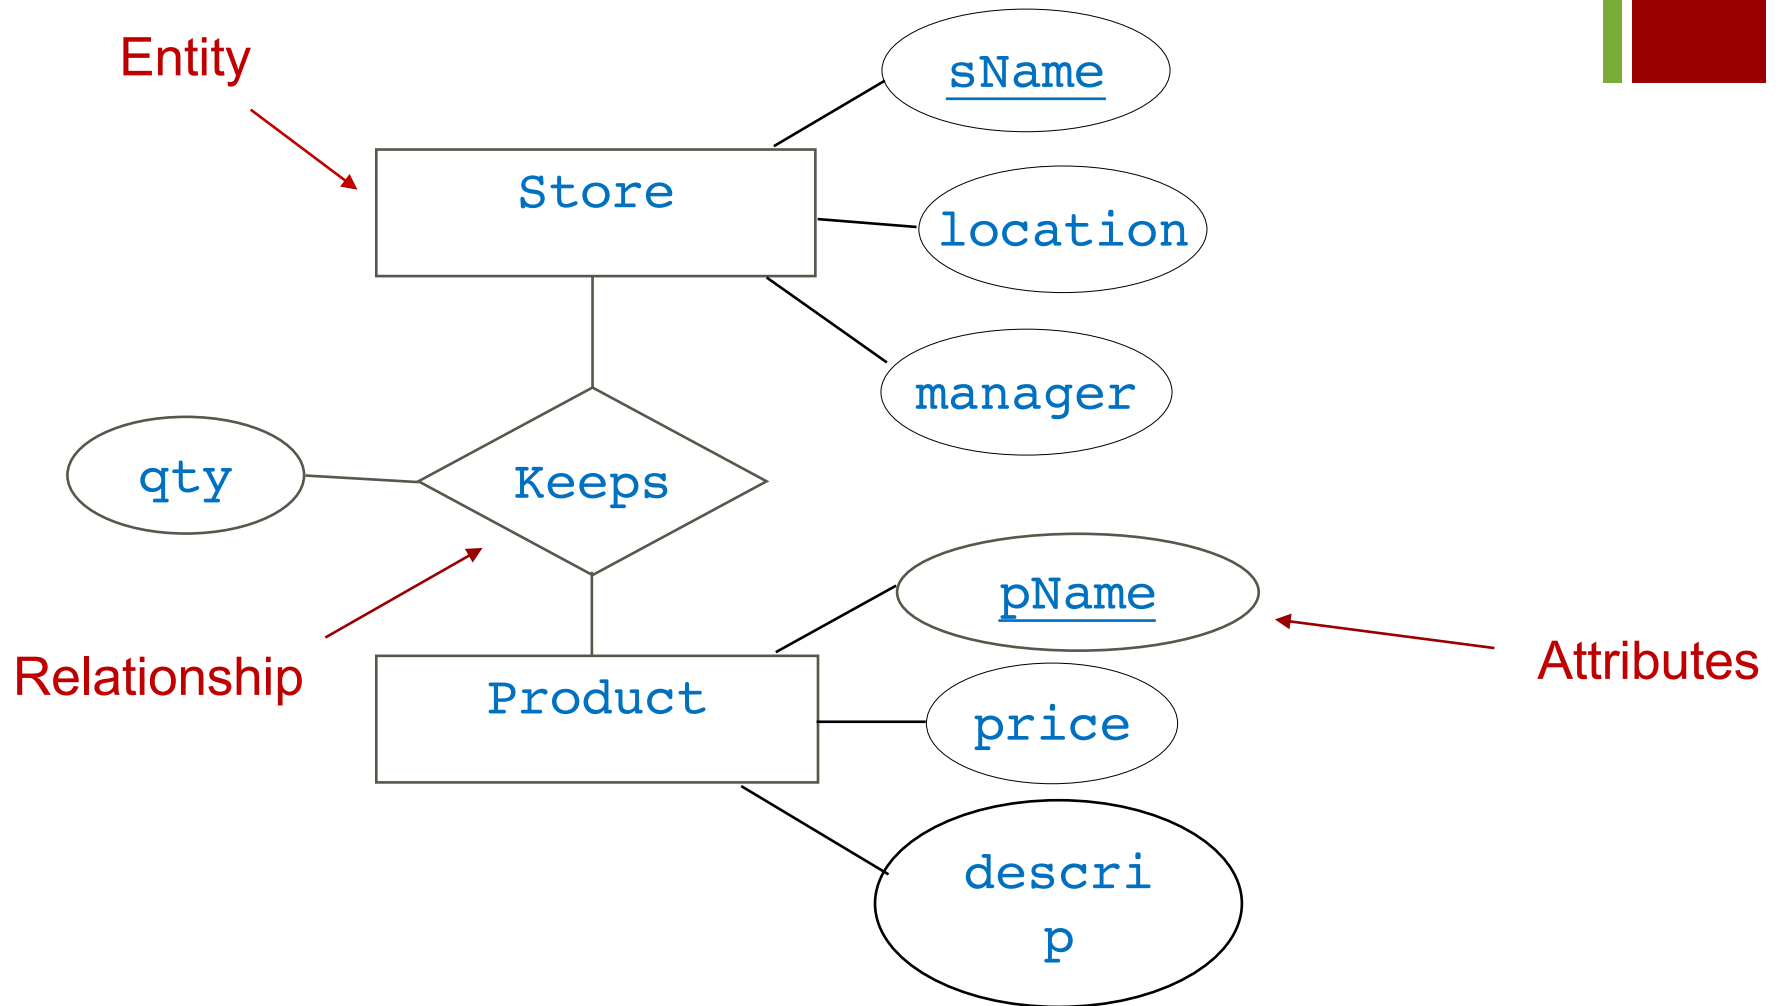 Entity
sName
Store
location
manager
qty
Keeps
pName
Relationship
Attributes
Product
price
descri
p